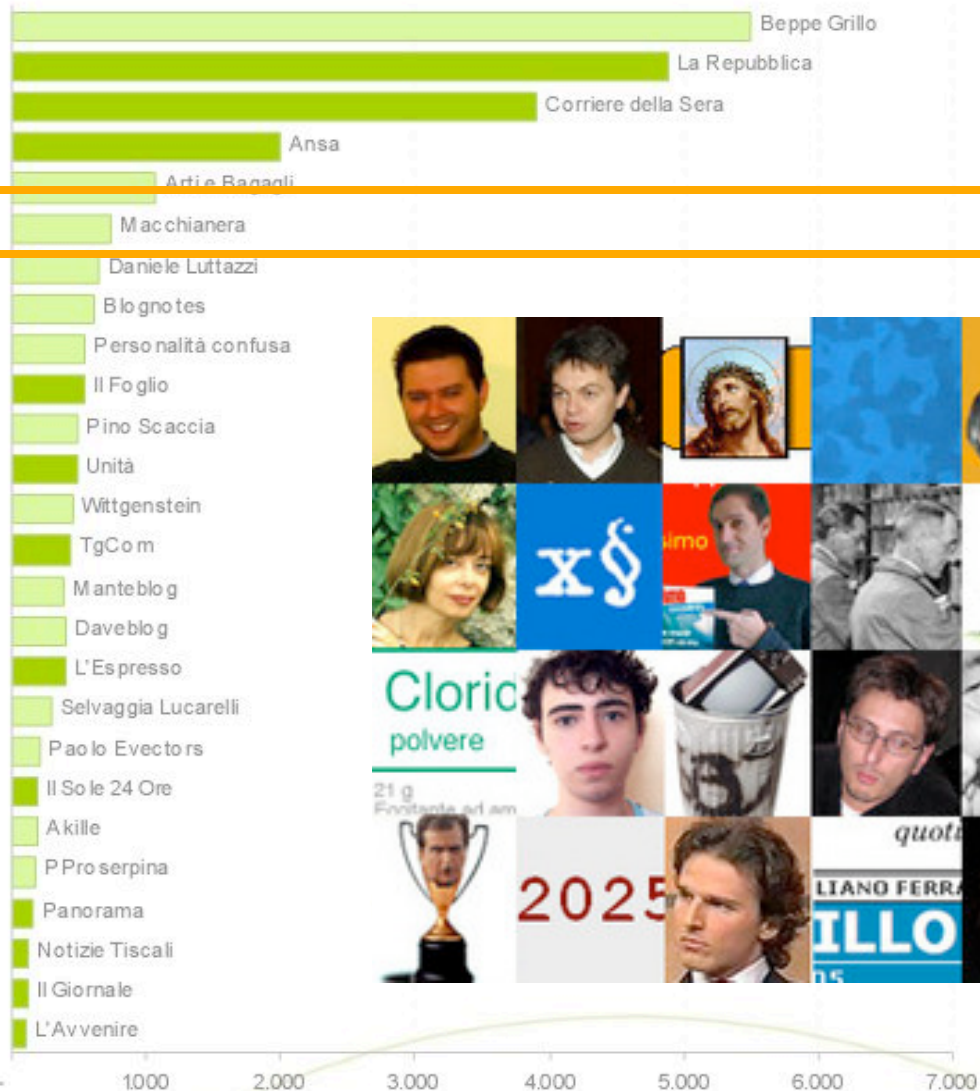 Beppe Grillo
La Repubblica
Corriere della Sera
Ansa
Arti e Bagagli
Macchianera
Daniele Luttazzi
Blognotes
Personalità confusa
Il Foglio
Pino Scaccia
Unità
Wittgenstein
TgCom
Manteblog
Daveblog
L'Espresso
Selvaggia Lucarelli
Paolo Evectors
Il Sole 24 Ore
Akille
PProserpina
Panorama
Notizie Tiscali
Il Giornale
L'Avvenire
- 1.000 2.000 3.000 4.000 5.000 6.000 7.000
simo
x§
Cloric
polvere
21 g
2025
quoti
LIANO FERRA
ILLO
05